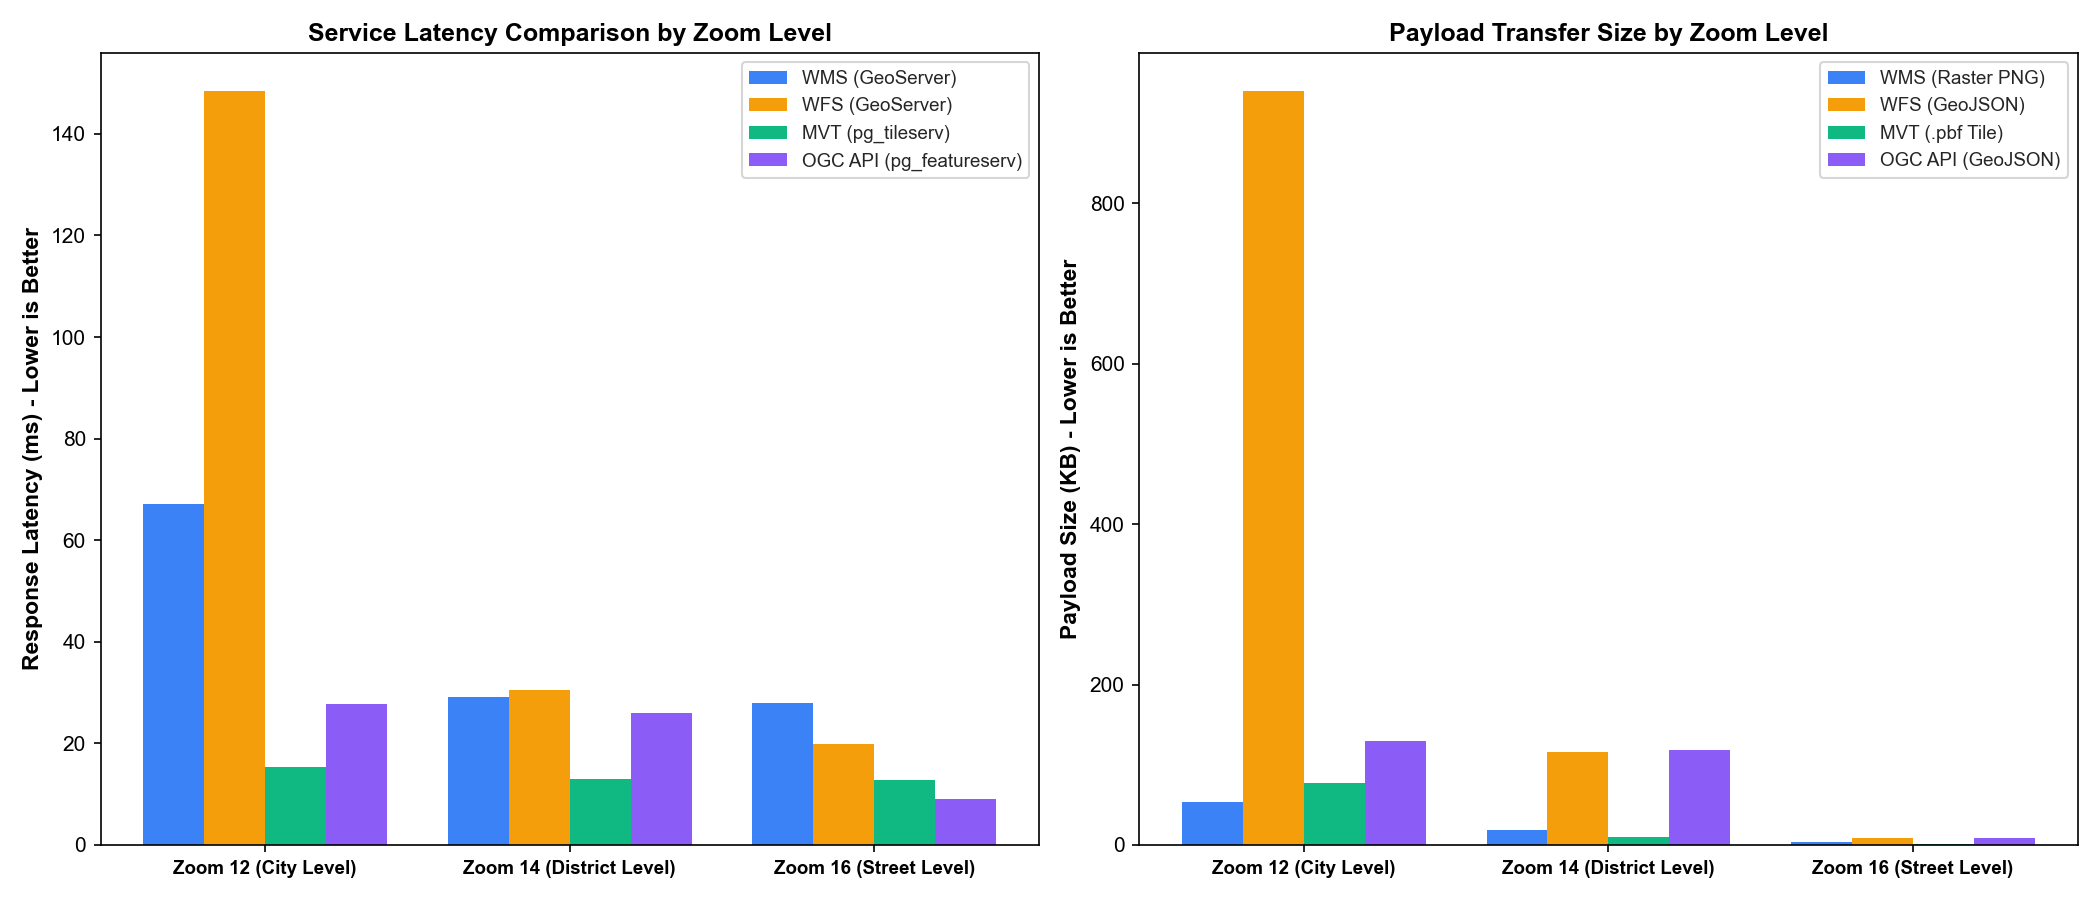 Service Latency Comparison by Zoom Level
Response Latency (ms) - Lower is Better
140
120
100
80
60
40
20
0
WMS (GeoServer)
WFS (GeoServer)
MVT (pg_tileserv)
OGC API (pg_featureserv)
Zoom 12 (City Level)
Zoom 14 (District Level)
Zoom 16 (Street Level)
Payload Transfer Size by Zoom Level
Payload Size (KB) - Lower is Better
800
600
400
200
0
WMS (Raster PNG)
WFS (GeoJSON)
MVT (.pbf Tile)
OGC API (GeoJSON)
Zoom 12 (City Level)
Zoom 14 (District Level)
Zoom 16 (Street Level)